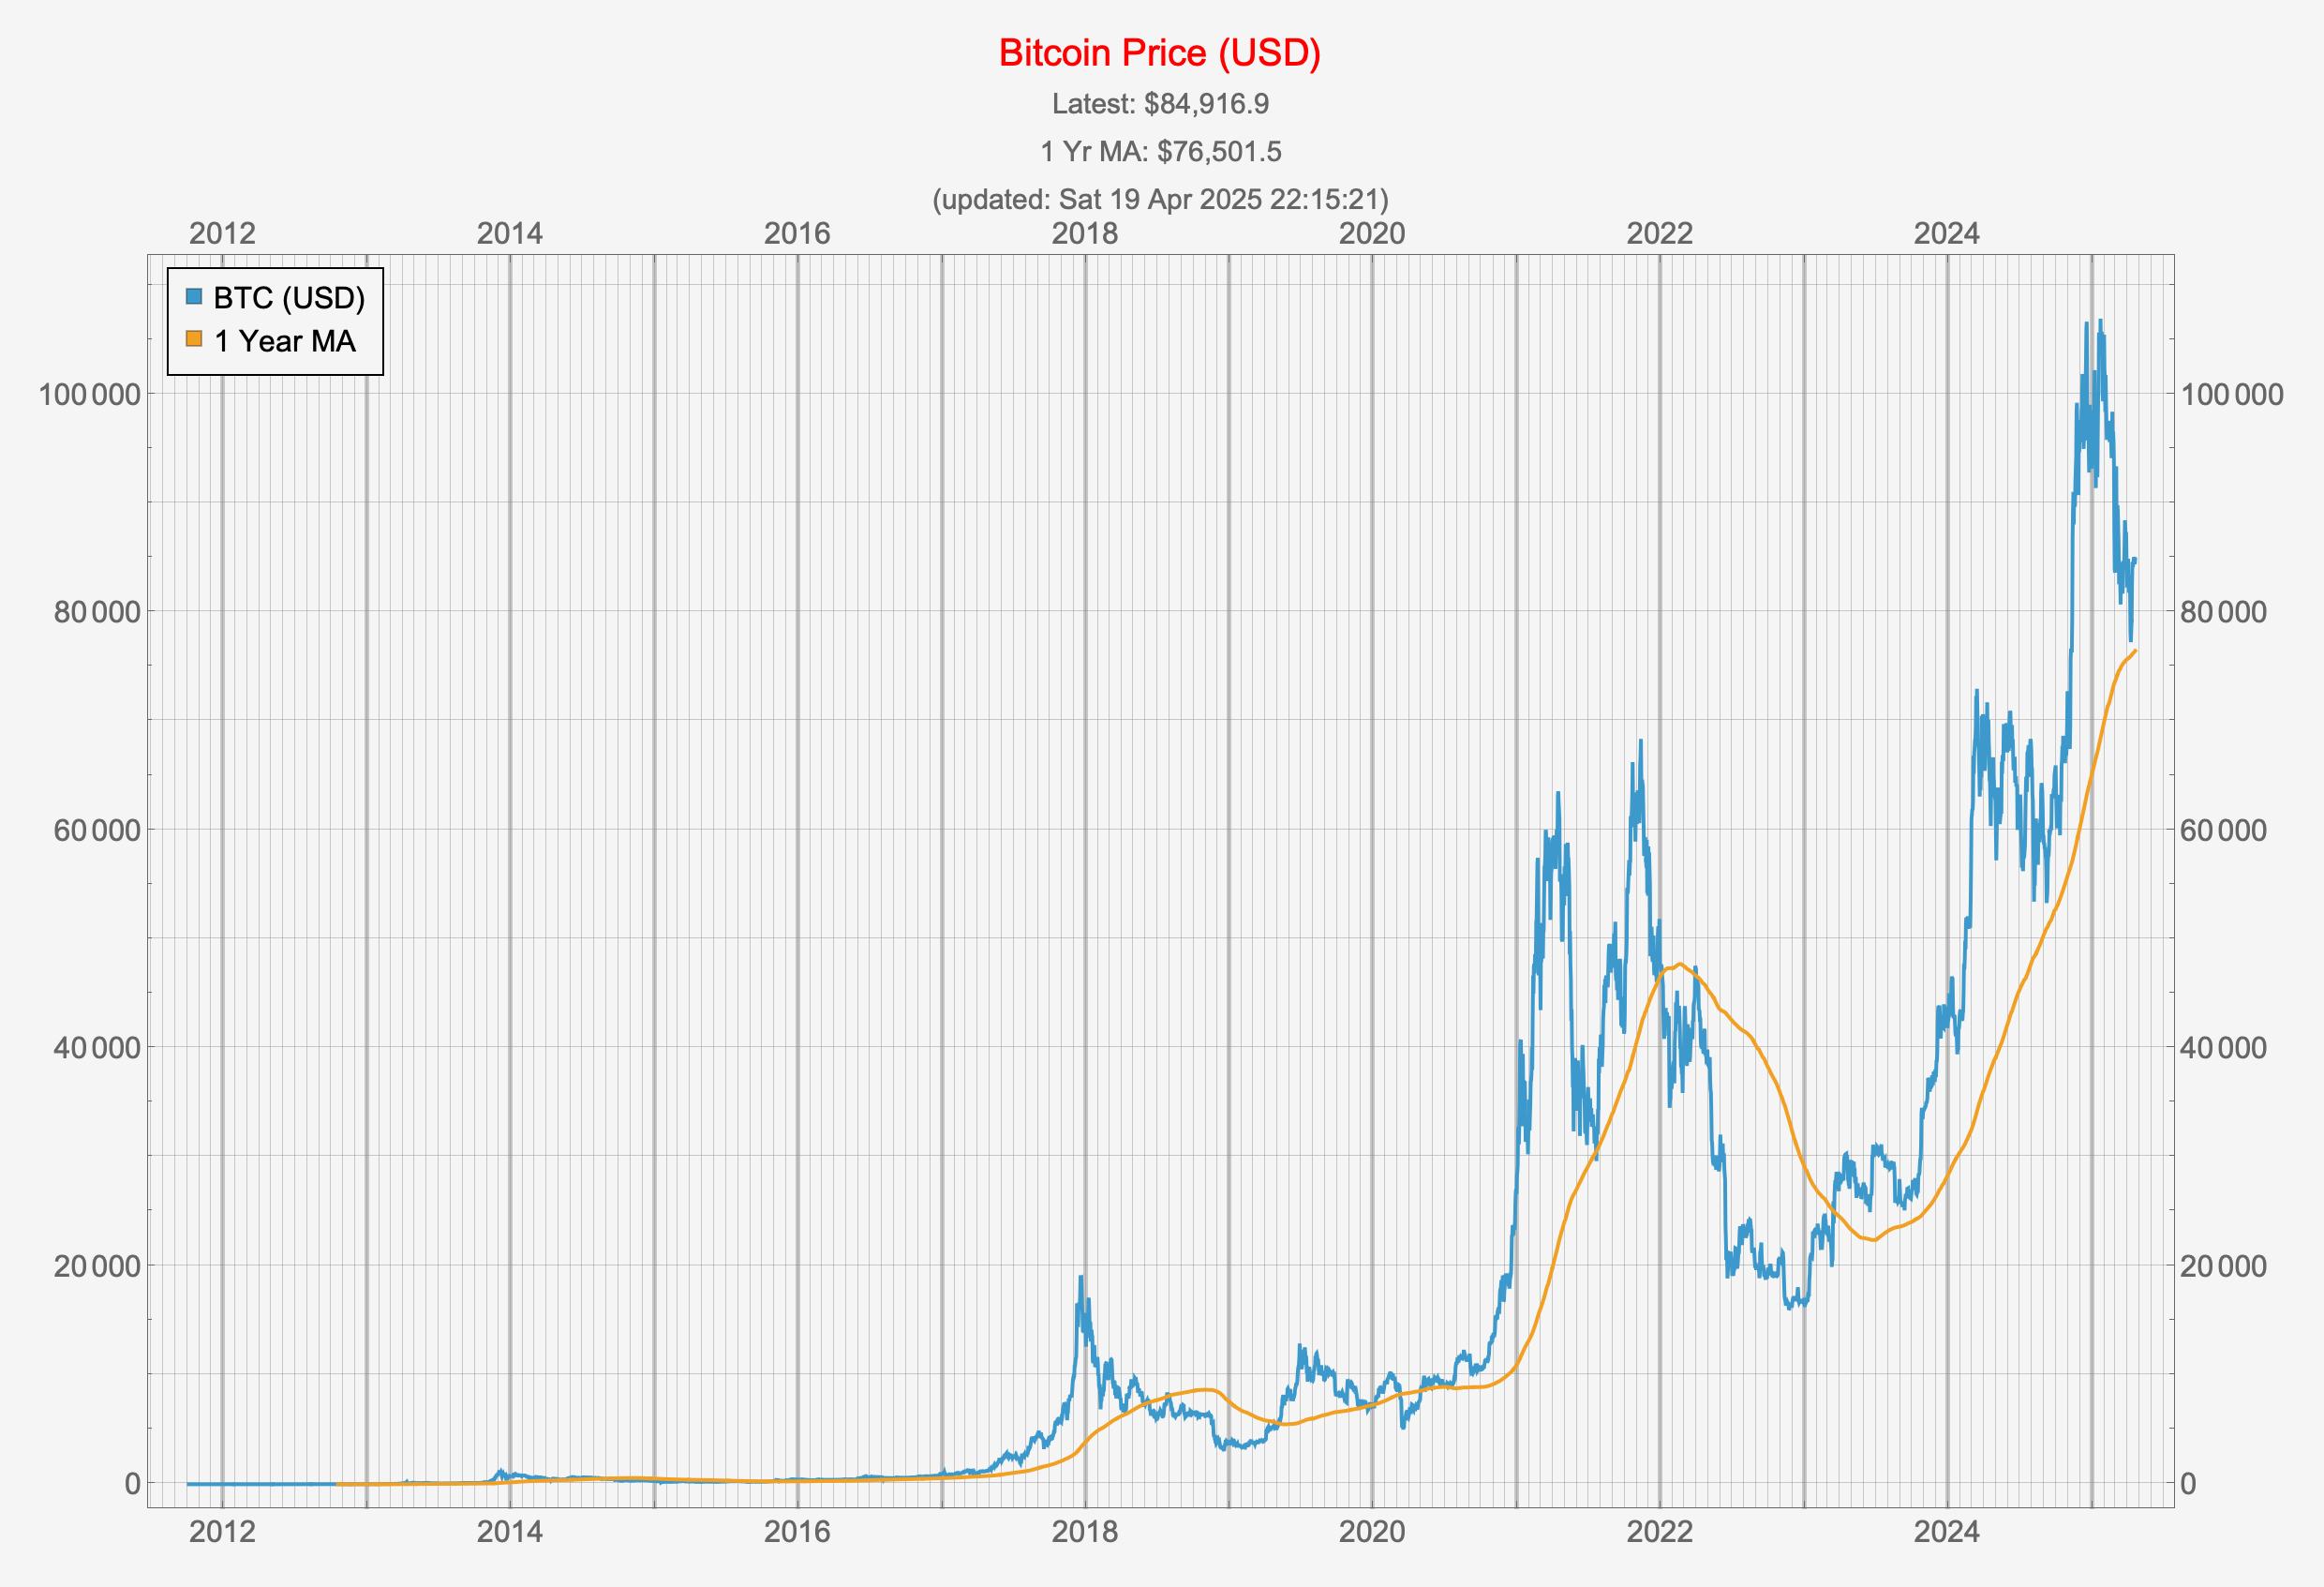 Bitcoin Price (USD)
Latest: $84,916.9
1 Yr MA: $76,501.5
(updated: Sat 19 Apr 2025 22:15:21)
2012 2014 2016 2018 2020 2022 2024
BTC (USD)
1 Year MA
100 000 100 000
80 000 80 000
60 000 60 000
40 000 40 000
20 000 20 000
0 0
2012 2014 2016 2018 2020 2022 2024